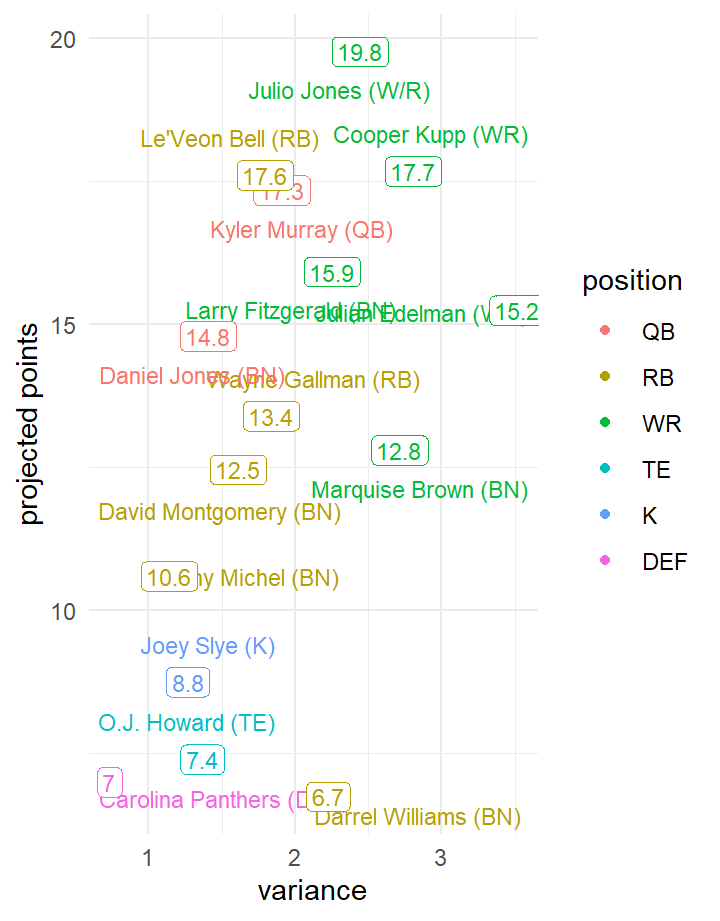 20
19.8
Julio Jones (W/R)
Le'Veon Bell (RB)
Cooper Kupp (WR)
17.6
17.3
17.7
Kyler Murray (QB)
15.9
Larry Fitzgerald (BN)
Julian Edelman
15.2
15
14.8
Daniel Jones (BN)
Wayne Gallman (RB)
13.4
12.8
12.5
Marquise Brown (BN)
David Montgomery (BN)
10.6
Michel (BN)
10
Joey Slye (K)
8.8
O.J. Howard (TE)
7.4
7
Carolina Panthers
6.7
Darrel Williams (BN)
1
2
3
variance
projected points
position
QB
RB
WR
TE
K
DEF